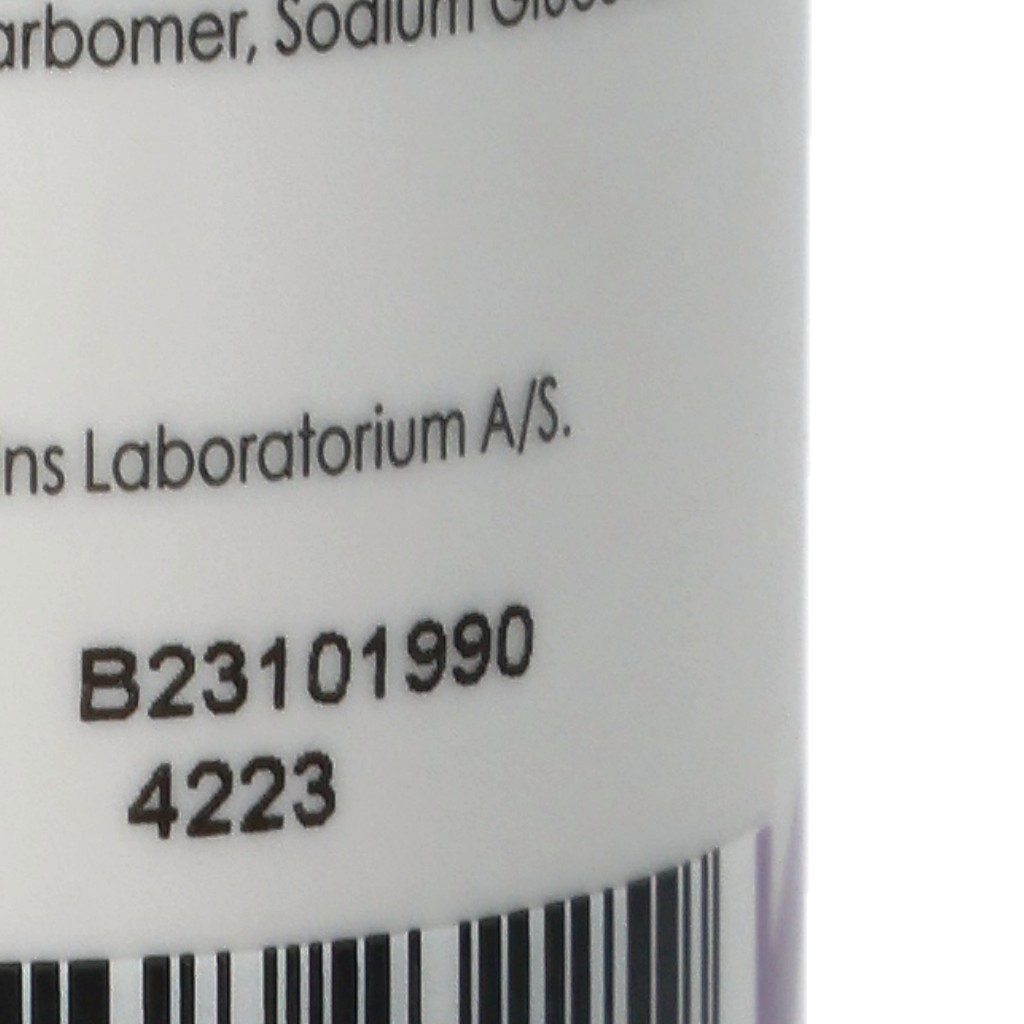 arbomer, Sodium
ns Laboratorium A/S.
B23101990
4223